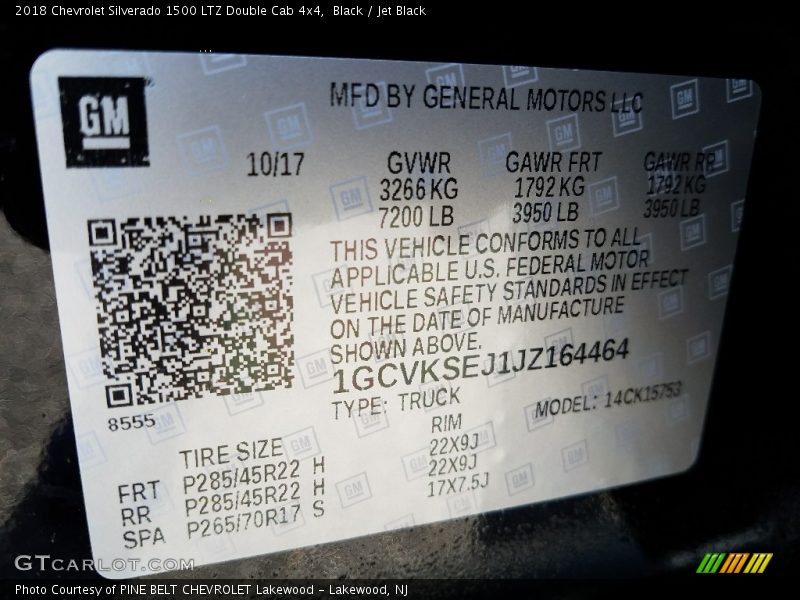 2018 Chevrolet Silverado 1500 LTZ Double Cab 4x4,  Black / Jet Black
GM
MFD BY GENERAL MOTORS LLC
10/17
GVWR GAWR FRT GAWR RR
3266 KG 1792 KG 1792 KG
7200 LB 3950 LB 3950 LB
THIS VEHICLE CONFORMS TO ALL
APPLICABLE U.S. FEDERAL MOTOR
VEHICLE SAFETY STANDARDS IN EFFECT
ON THE DATE OF MANUFACTURE
SHOWN ABOVE.
1GCVKSEJ1JZ164464
TYPE: TRUCK MODEL: 14CK15753
8555
TIRE SIZE RIM
FRT P285/45R22 H 22X9J
RR P285/45R22 H 22X9J
SPA P265/70R17 S 17X7.5J
GTcarlot.com
Photo Courtesy of PINE BELT CHEVROLET Lakewood - Lakewood, NJ